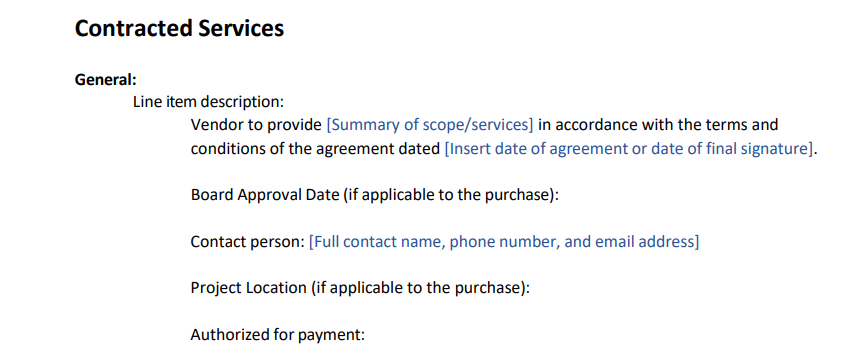 Contracted Services
General:
Line item description:
Vendor to provide [Summary of scope/services] in accordance with the terms and
conditions of the agreement dated [Insert date of agreement or date of final signature].
Board Approval Date (if applicable to the purchase):
Contact person: [Full contact name, phone number, and email address]
Project Location (if applicable to the purchase):
Authorized for payment: